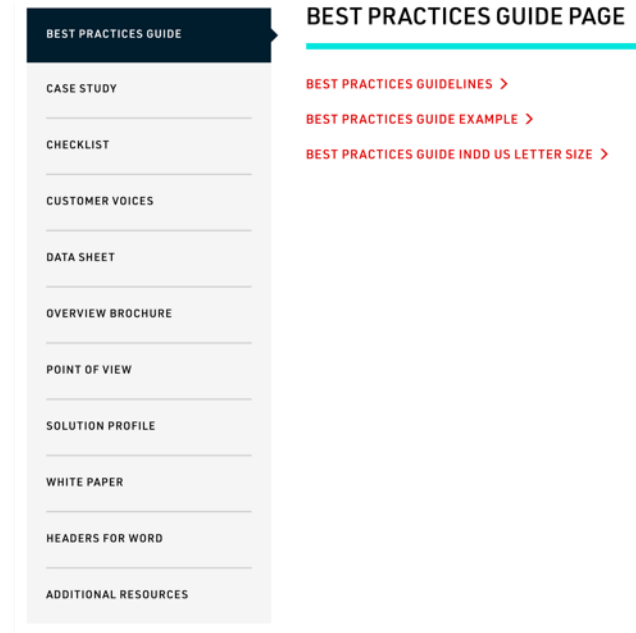 BEST PRACTICES GUIDE
CASE STUDY
CHECKLIST
CUSTOMER VOICES
DATA SHEET
OVERVIEW BROCHURE
POINT OF VIEW
SOLUTION PROFILE
WHITE PAPER
HEADERS FOR WORD
ADDITIONAL RESOURCES
BEST PRACTICES GUIDE PAGE
BEST PRACTICES GUIDELINES >
BEST PRACTICES GUIDE EXAMPLE >
BEST PRACTICES GUIDE INDD US LETTER SIZE >